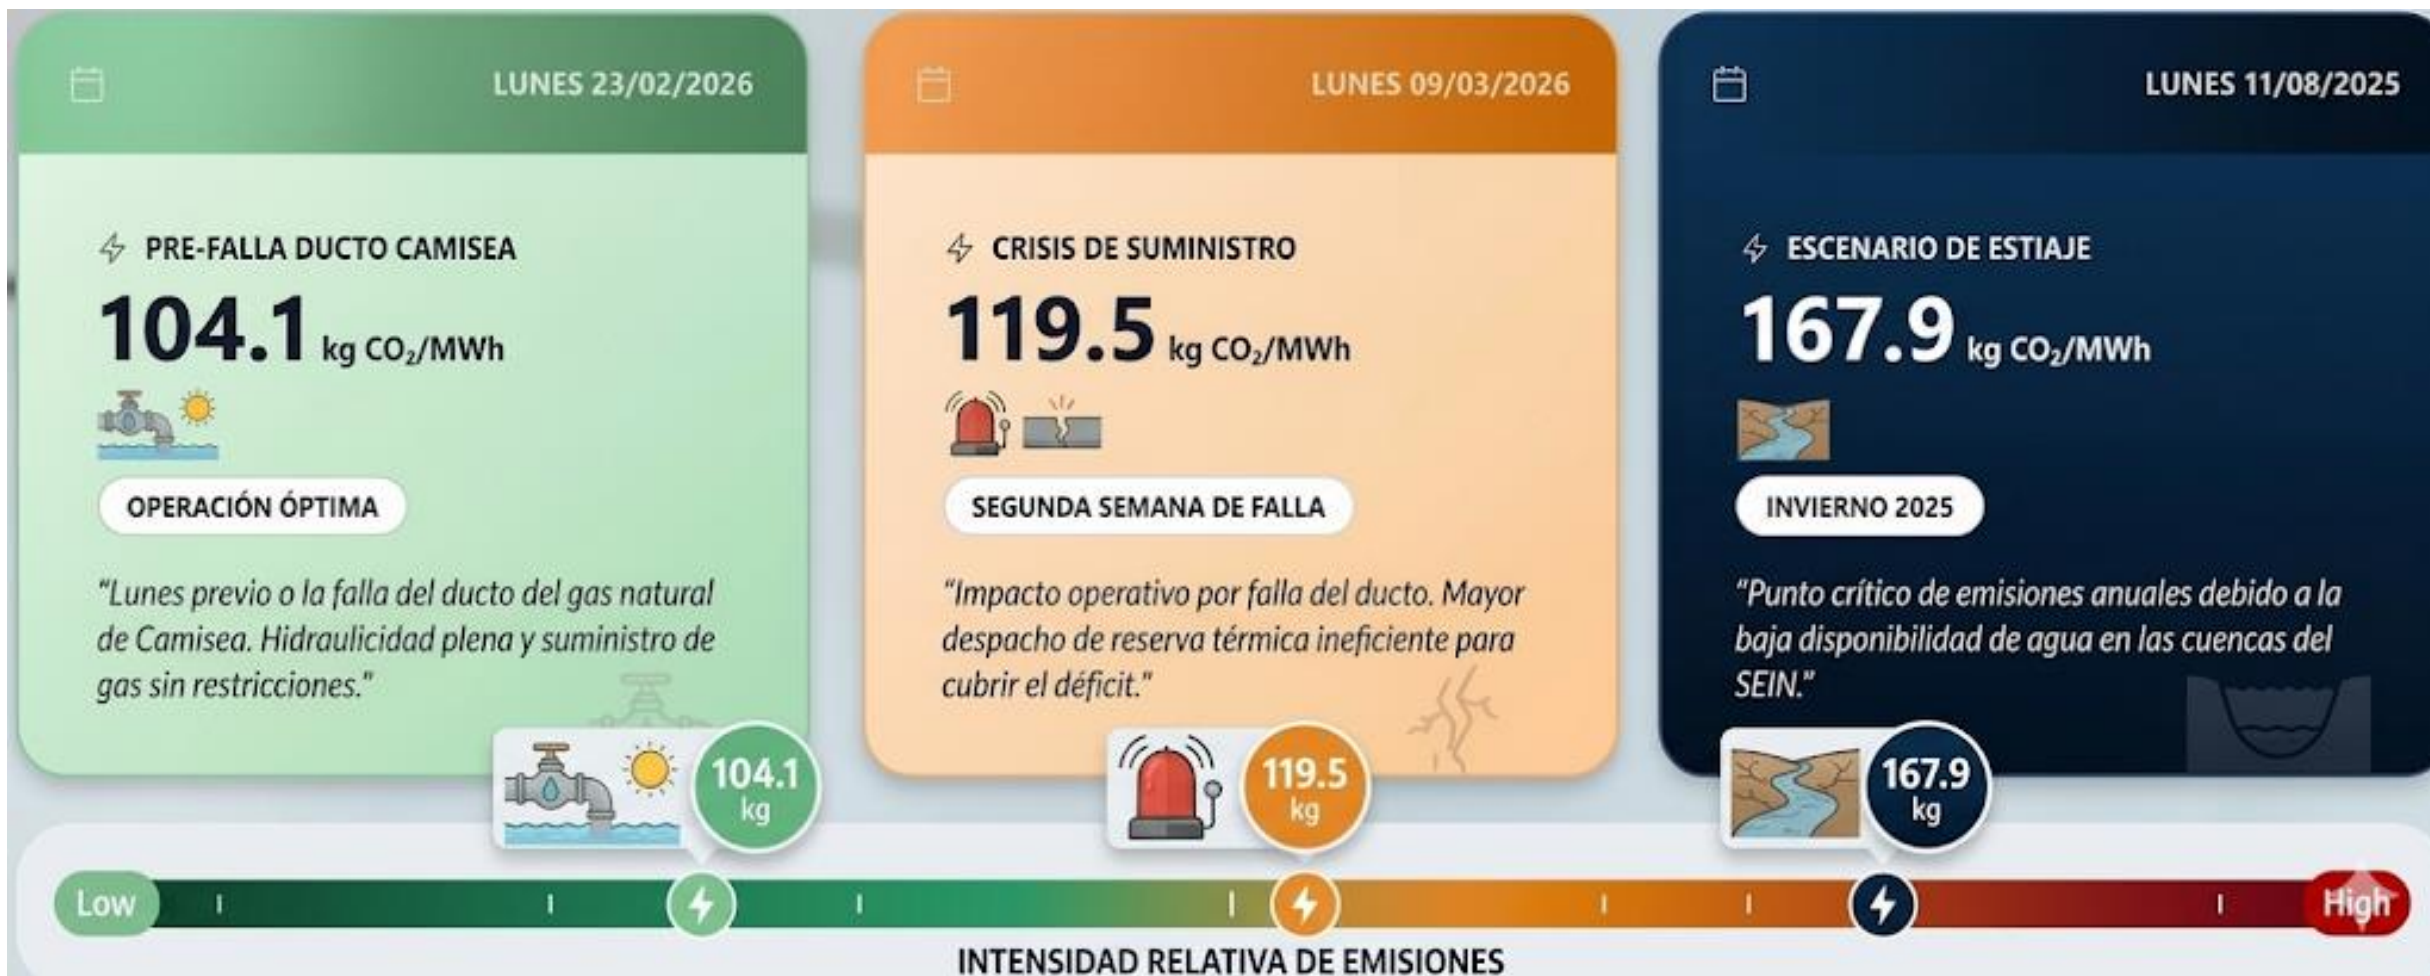 LUNES 23/02/2026
PRE-FALLA DUCTO CAMISEA
104.1 kg CO₂/MWh
OPERACIÓN ÓPTIMA
“Lunes previo o la falla del ducto del gas natural
de Camisea. Hidraulicidad plena y suministro de
gas sin restricciones.”
LUNES 09/03/2026
CRISIS DE SUMINISTRO
119.5 kg CO₂/MWh
SEGUNDA SEMANA DE FALLA
“Impacto operativo por falla del ducto. Mayor
despacho de reserva térmica ineficiente para
cubrir el déficit.”
LUNES 11/08/2025
ESCENARIO DE ESTIAJE
167.9 kg CO₂/MWh
INVIERNO 2025
“Punto crítico de emisiones anuales debido a la
baja disponibilidad de agua en las cuencas del
SEIN.”
104.1
kg
119.5
kg
167.9
kg
Low
High
INTENSIDAD RELATIVA DE EMISIONES